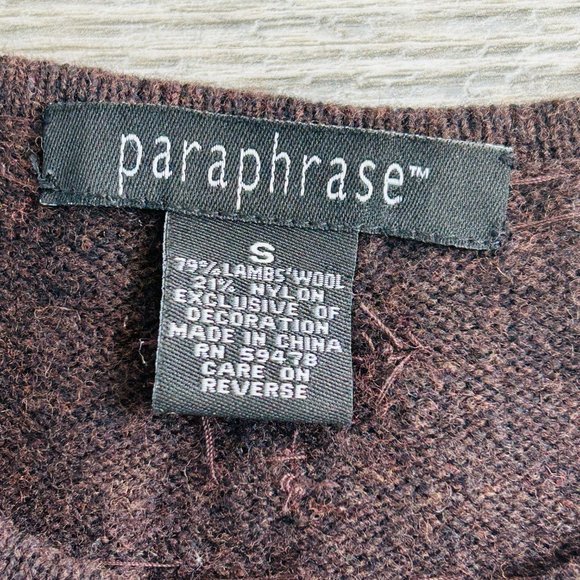 paraphrase™
S
79% LAMBS' WOOL
21% NYLON
EXCLUSIVE OF
DECORATION
MADE IN CHINA
RN 59478
CARE ON
REVERSE